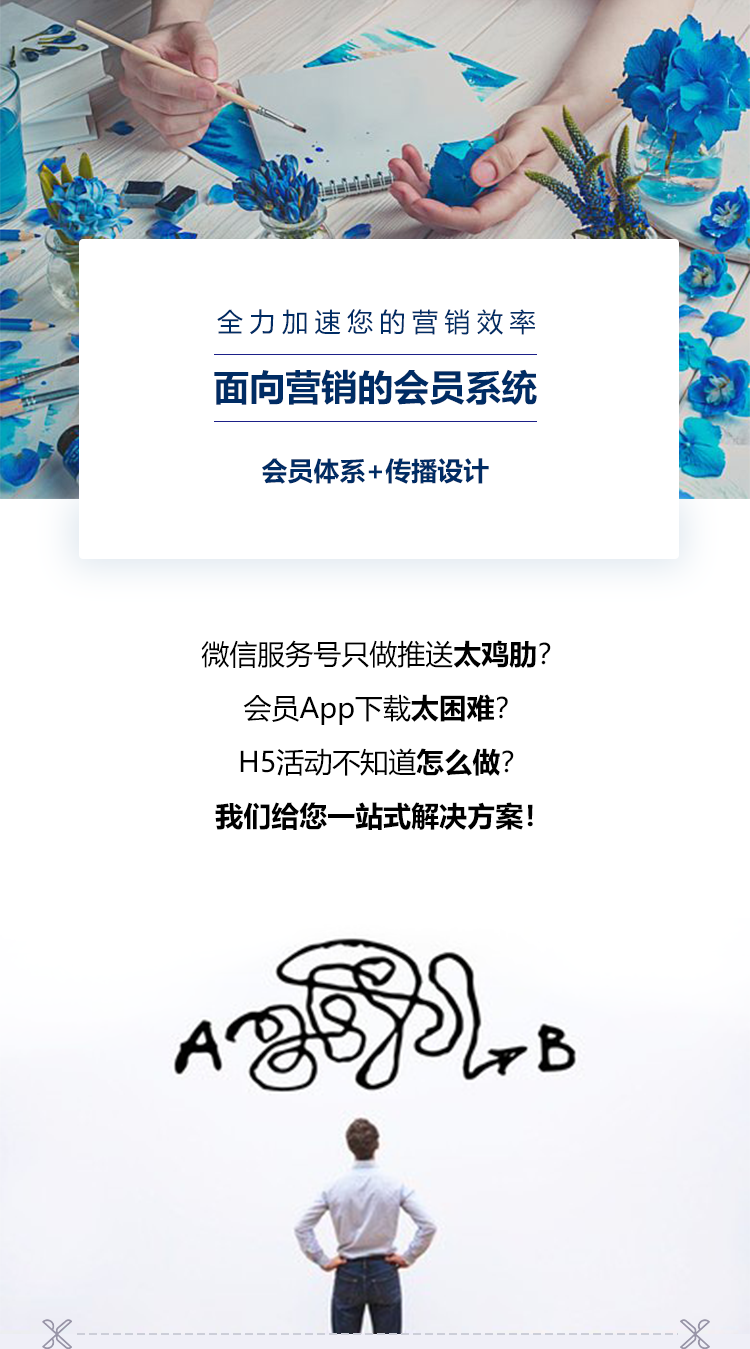 全力加速您的营销效率
面向营销的会员系统
会员体系+传播设计
微信服务号只做推送太鸡肋?
会员App下载太困难?
H5活动不知道怎么做?
我们给您一站式解决方案!
A B